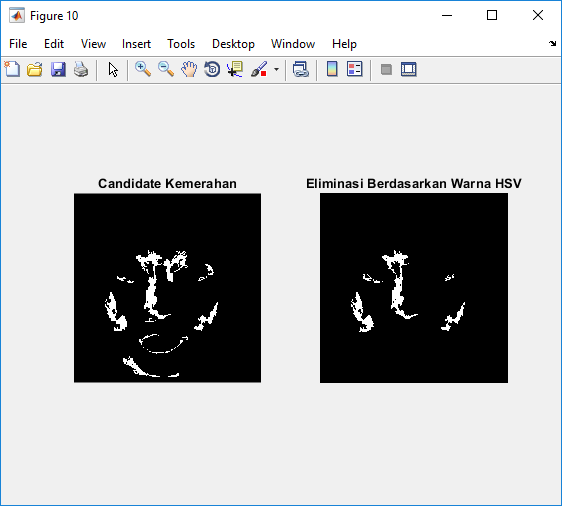 Figure 10
File Edit View Insert Tools Desktop Window Help
Candidate Kemerahan
Eliminasi Berdasarkan Warna HSV